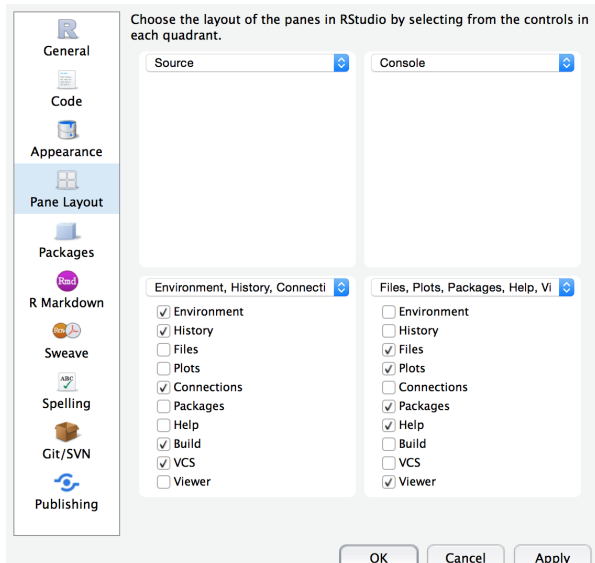 Choose the layout of the panes in RStudio by selecting from the controls in
each quadrant.
R
General
Code
Appearance
Pane Layout
Packages
Rmd
R Markdown
Rnw
Sweave
ABC
Spelling
Git/SVN
Publishing
Source
Console
Environment, History, Connecti
Environment
History
Files
Plots
Connections
Packages
Help
Build
VCS
Viewer
Files, Plots, Packages, Help, Vi
Environment
History
Files
Plots
Connections
Packages
Help
Build
VCS
Viewer
OK
Cancel
Apply